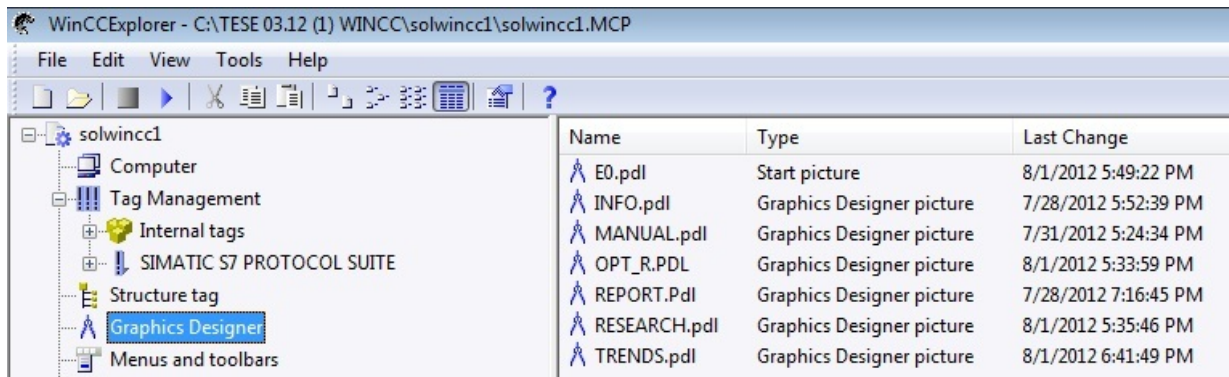 WinCCExplorer - C:\TESE 03.12 (1) WINCC\solwincc1\solwincc1.MCP
File Edit View Tools Help
solwincc1
Computer
Tag Management
Internal tags
SIMATIC S7 PROTOCOL SUITE
Structure tag
Graphics Designer
Menus and toolbars
Name Type Last Change
E0.pdl Start picture 8/1/2012 5:49:22 PM
INFO.pdl Graphics Designer picture 7/28/2012 5:52:39 PM
MANUAL.pdl Graphics Designer picture 7/31/2012 5:24:34 PM
OPT_R.PDL Graphics Designer picture 8/1/2012 5:33:59 PM
REPORT.Pdl Graphics Designer picture 7/28/2012 7:16:45 PM
RESEARCH.pdl Graphics Designer picture 8/1/2012 5:35:46 PM
TRENDS.pdl Graphics Designer picture 8/1/2012 6:41:49 PM